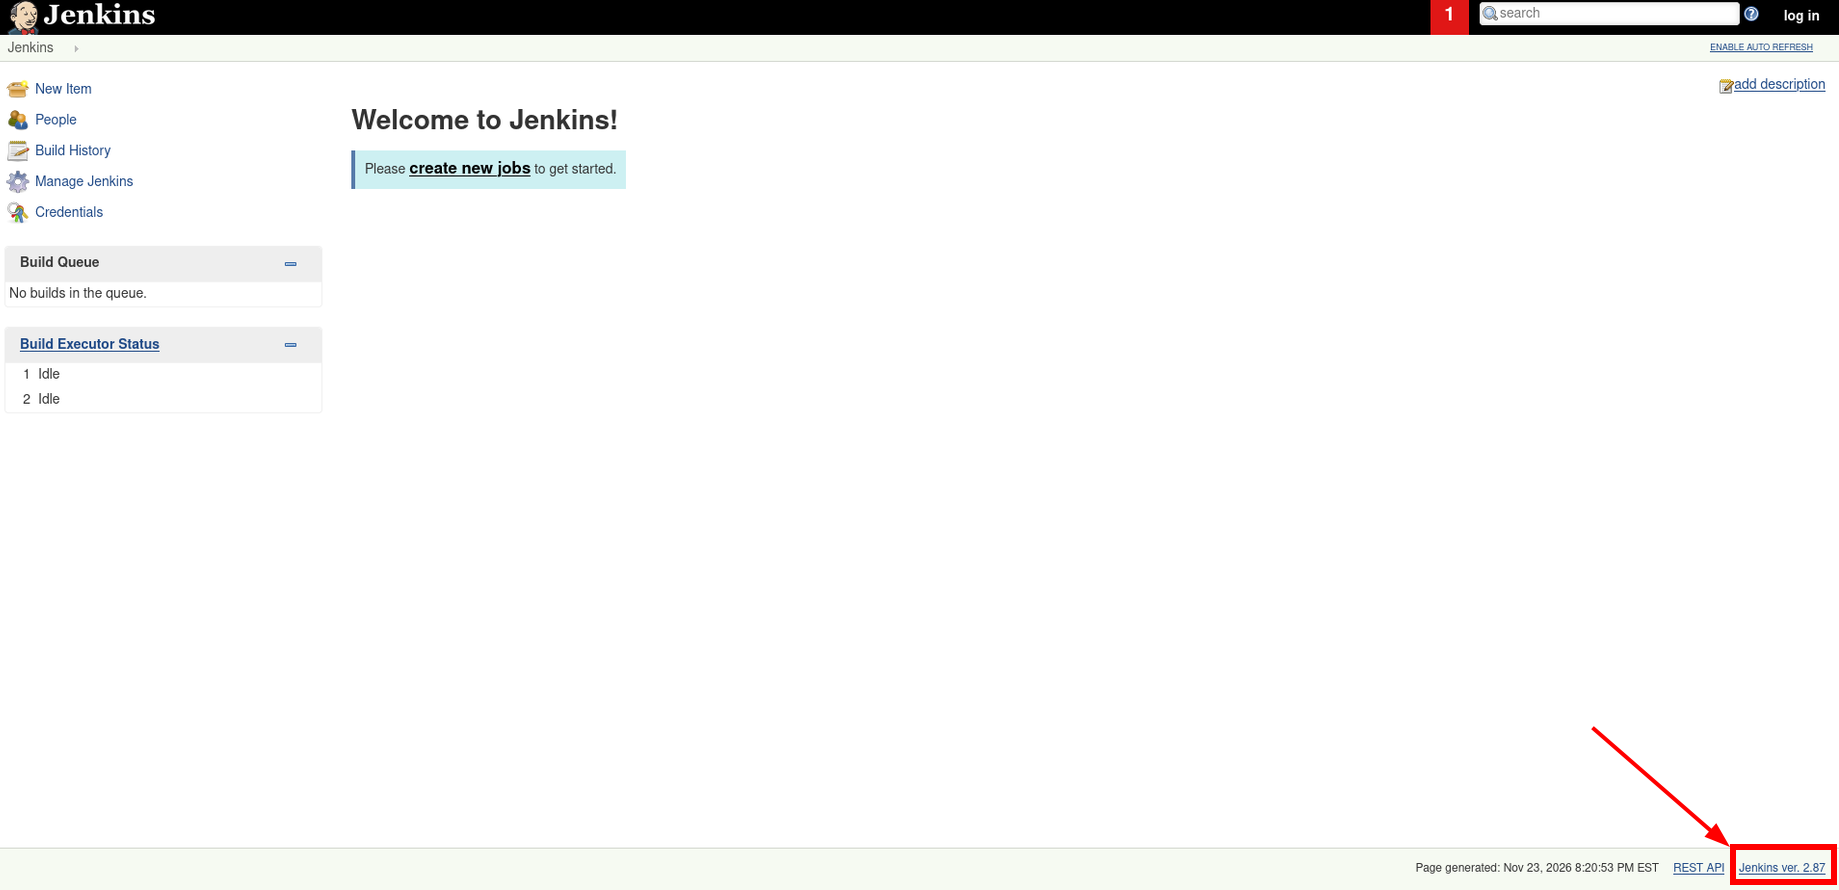 Jenkins
1
search
log in
Jenkins
ENABLE AUTO REFRESH
New Item
People
Build History
Manage Jenkins
Credentials
add description
Welcome to Jenkins!
Please create new jobs to get started.
Build Queue
No builds in the queue.
Build Executor Status
1 Idle
2 Idle
Page generated: Nov 23, 2026 8:20:53 PM EST REST API Jenkins ver. 2.87